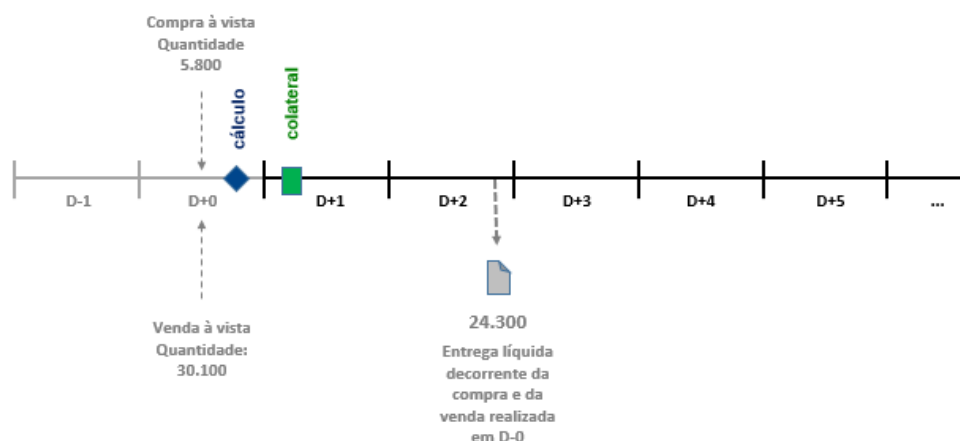 Compra à vista
Quantidade
5.800
cálculo
colateral
D-1
D+0
D+1
D+2
D+3
D+4
D+5
...
Venda à vista
Quantidade:
30.100
24.300
Entrega líquida
decorrente da
compra e da
venda realizada
em D-0